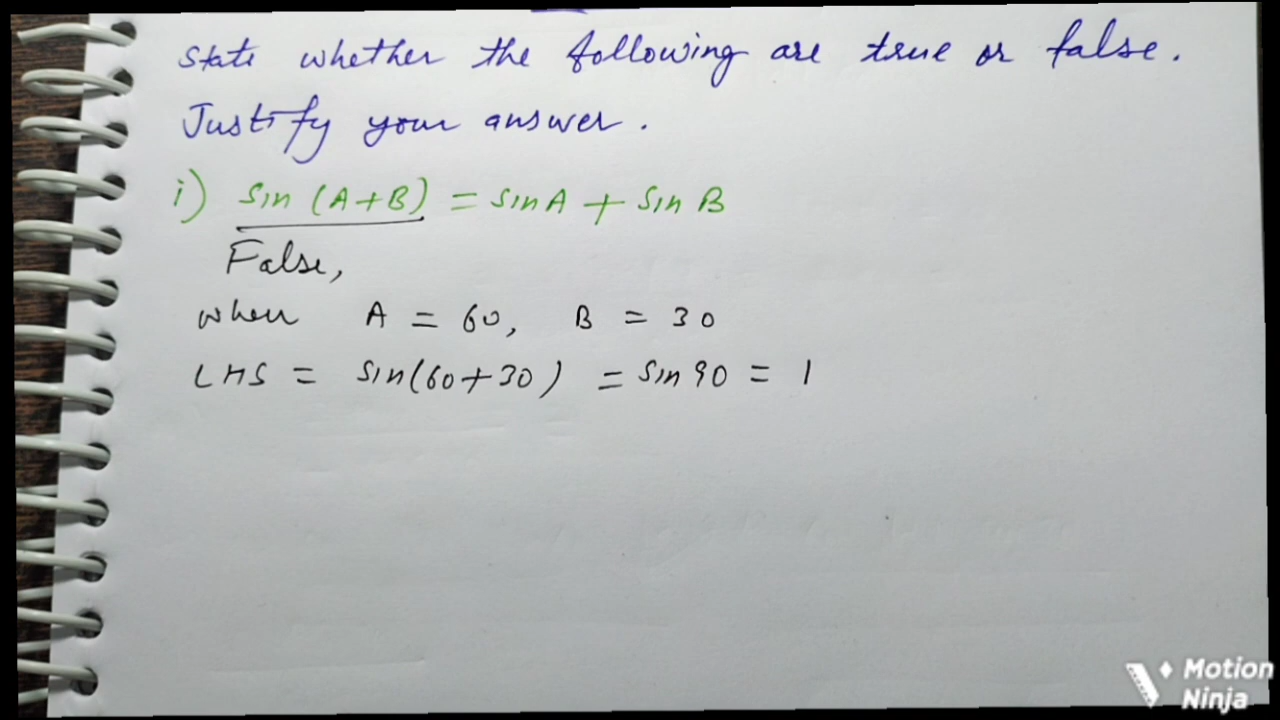 State whether the following are true or false.
Justify your answer.
i) Sin (A+B) = sinA + sin B
False,
when A = 60, B = 30
LHS = Sin(60+30) = Sin 90 = 1
Motion
Ninja